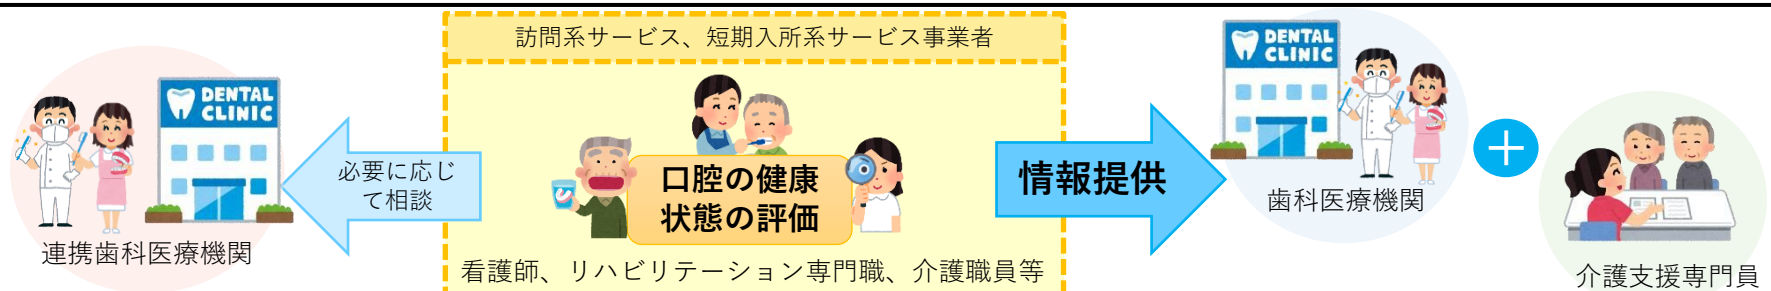 訪問系サービス、短期入所系サービス事業者
DENTAL
CLINIC
必要に応じ
て相談
連携歯科医療機関
口腔の健康
状態の評価
看護師、リハビリテーション専門職、介護職員等
情報提供
DENTAL
CLINIC
歯科医療機関
+
介護支援専門員